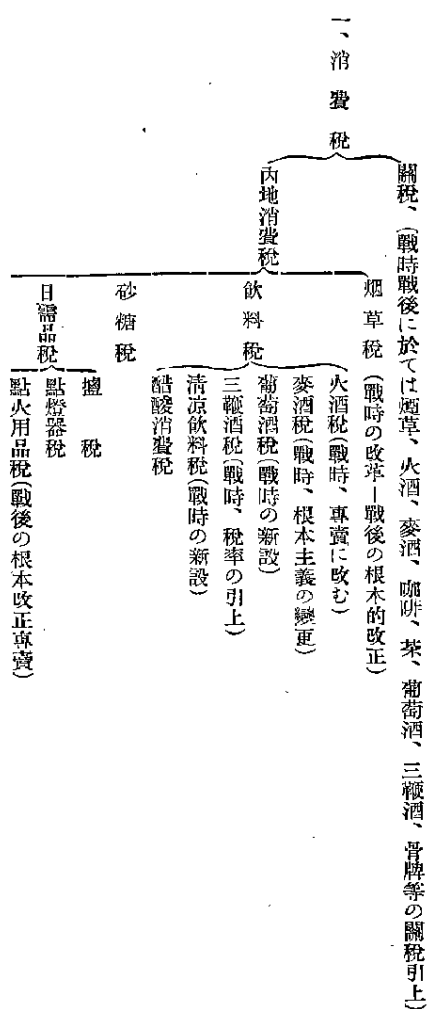 一、消費稅
關稅、(戰時戰後に於ては煙草、火酒、麥酒、咖啡、茶、葡萄酒、三鞭酒、骨牌等の關稅引上)
內地消費稅
烟草稅(戰時の改革—戰後の根本的改正)
飮料稅
火酒稅(戰時、專賣に改む)
麥酒稅(戰時、根本主義の變更)
葡萄酒稅(戰時の新設)
三鞭酒稅(戰時、稅率の引上)
淸凉飮料稅(戰時の新設)
醋酸消費稅
砂糖稅
日需品稅
鹽稅
點燈器稅
點火用品稅(戰後の根本改正專賣)